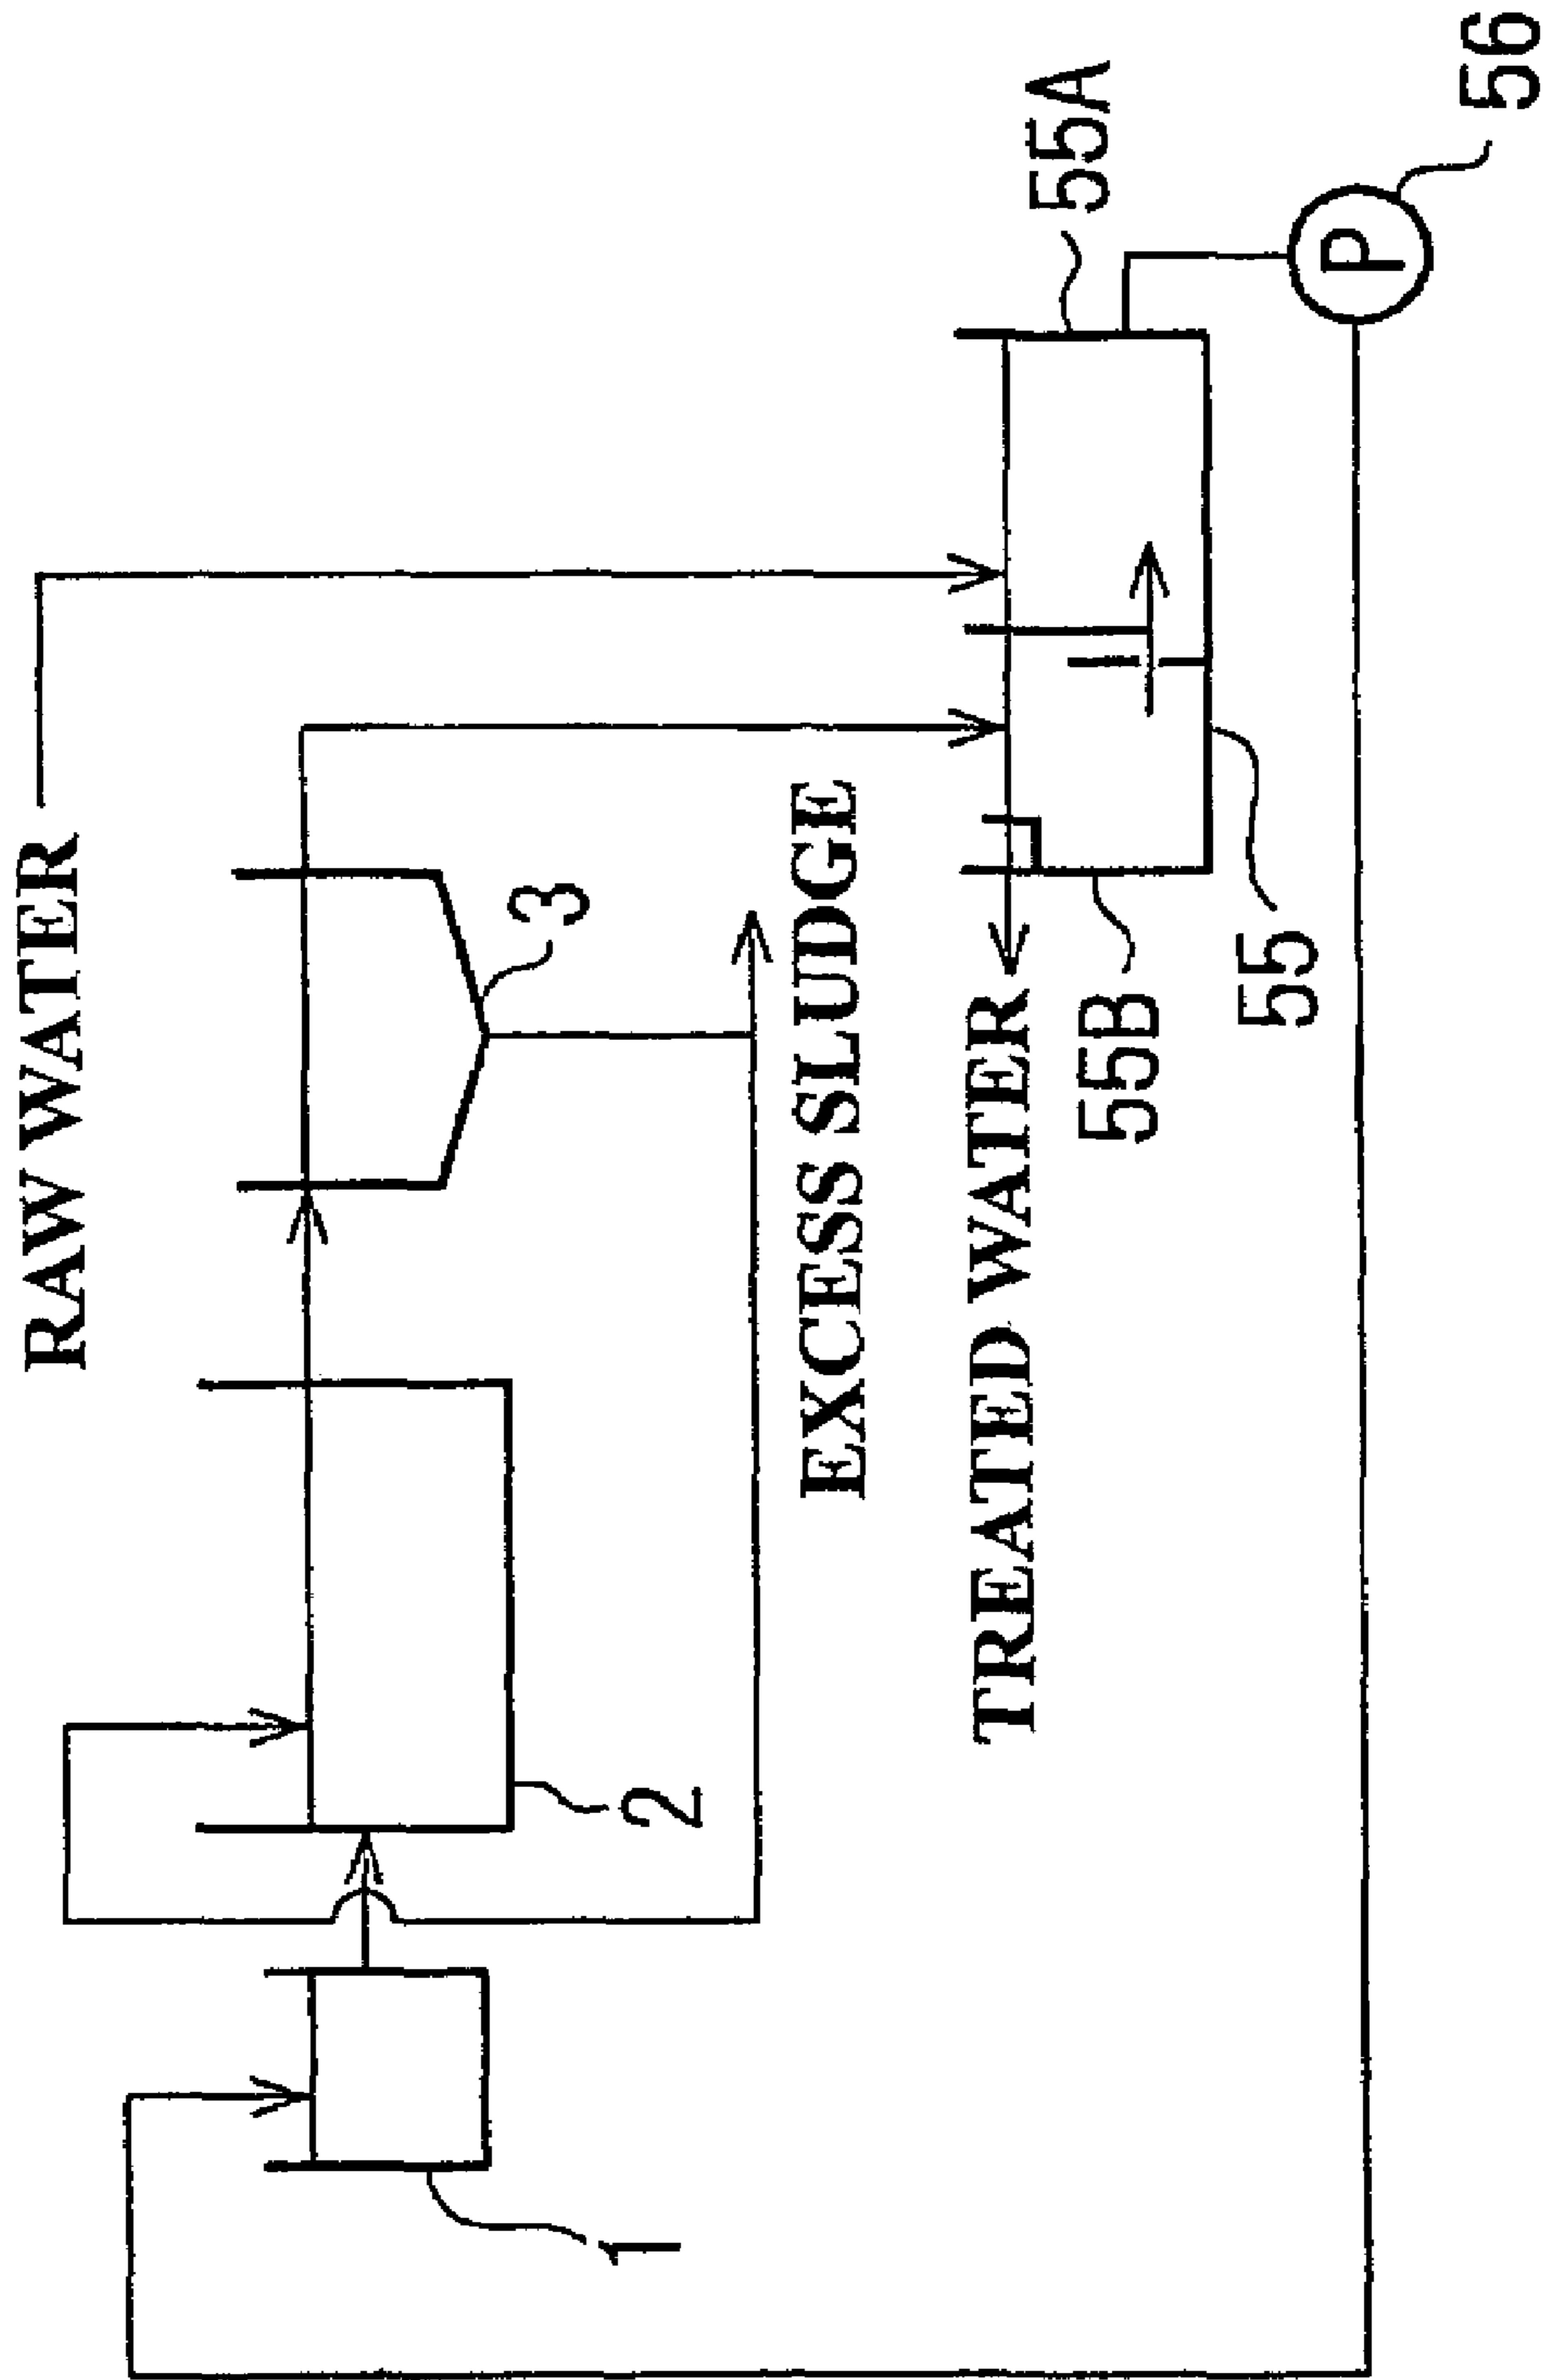 RAW WATER
1
2
3
EXCESS SLUDGE
TREATED WATER
55B
55
55A
P
56